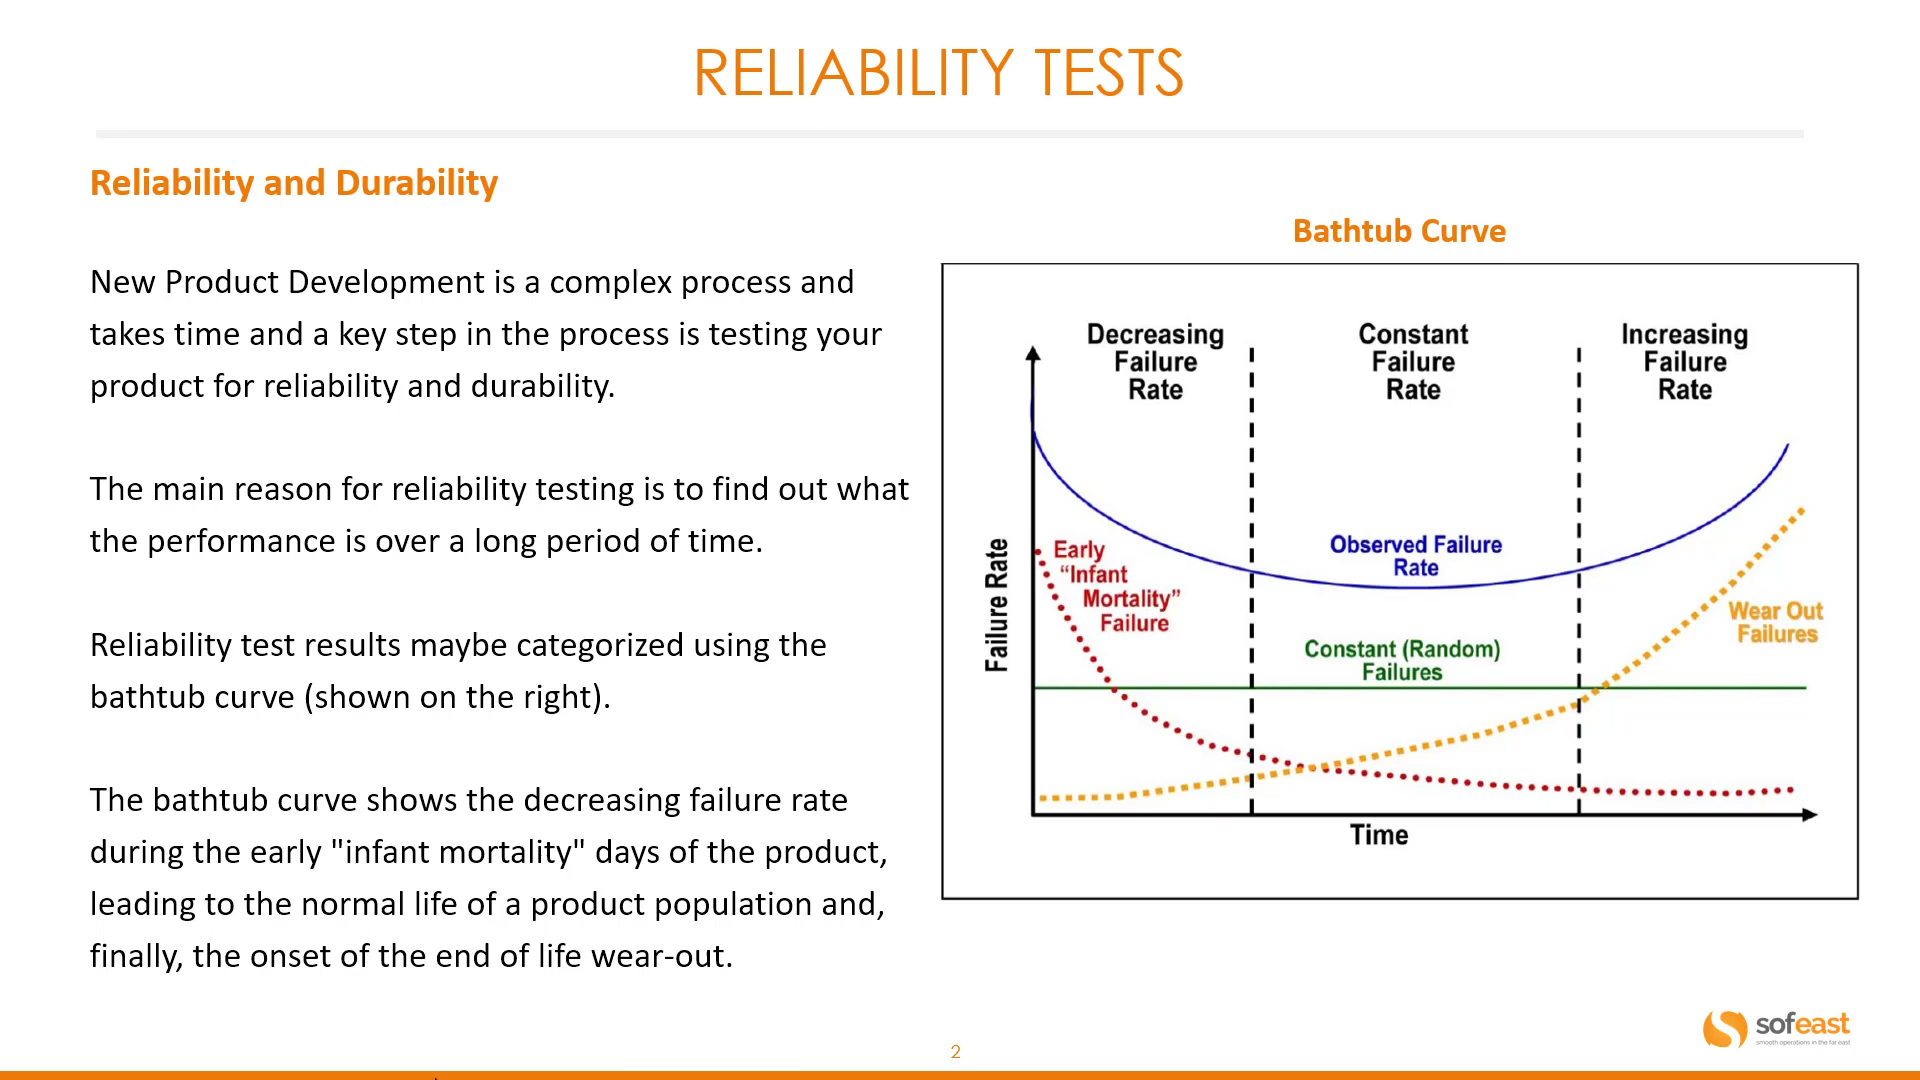 RELIABILITY TESTS
Reliability and Durability
New Product Development is a complex process and
takes time and a key step in the process is testing your
product for reliability and durability.
The main reason for reliability testing is to find out what
the performance is over a long period of time.
Reliability test results maybe categorized using the
bathtub curve (shown on the right).
The bathtub curve shows the decreasing failure rate
during the early "infant mortality" days of the product,
leading to the normal life of a product population and,
finally, the onset of the end of life wear-out.
Bathtub Curve
Decreasing
Failure
Rate
Constant
Failure
Rate
Increasing
Failure
Rate
Failure Rate
Observed Failure
Rate
Early
“Infant
Mortality”
Failure
Constant (Random)
Failures
Wear Out
Failures
Time
sofeast
smooth operations in the far east
2